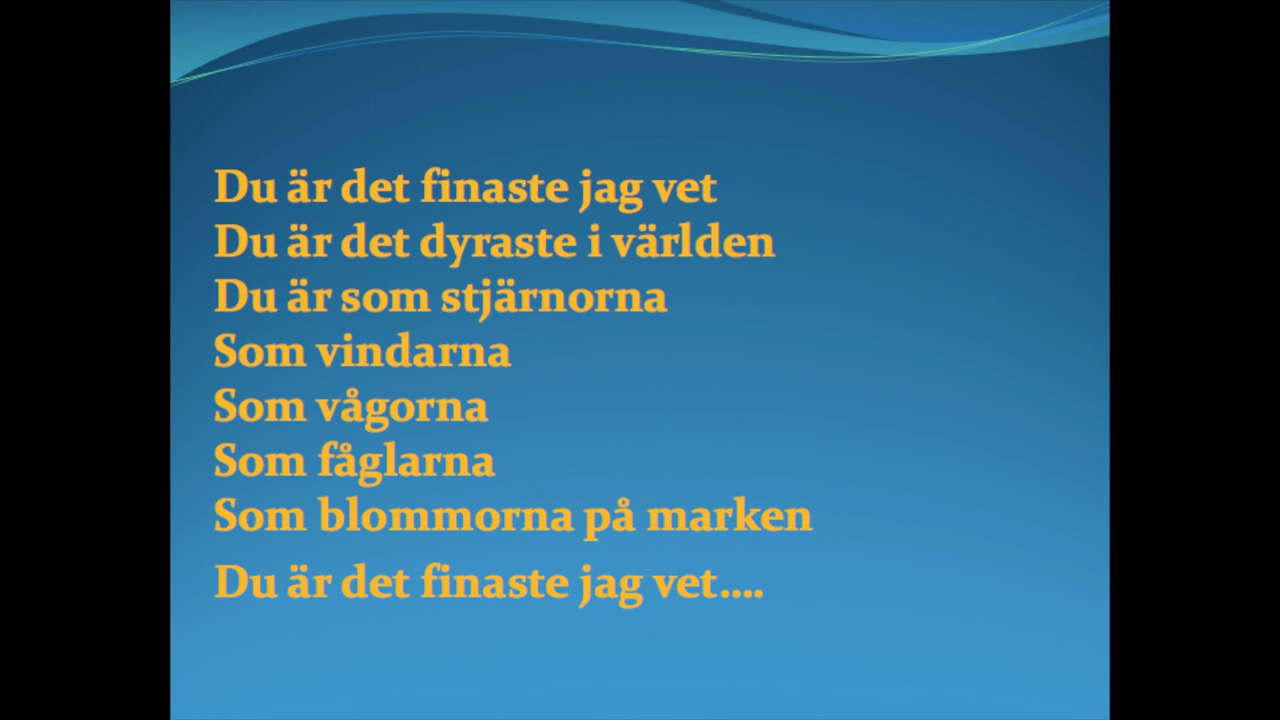 Du är det finaste jag vet
Du är det dyraste i världen
Du är som stjärnorna
Som vindarna
Som vågorna
Som fåglarna
Som blommorna på marken
Du är det finaste jag vet....